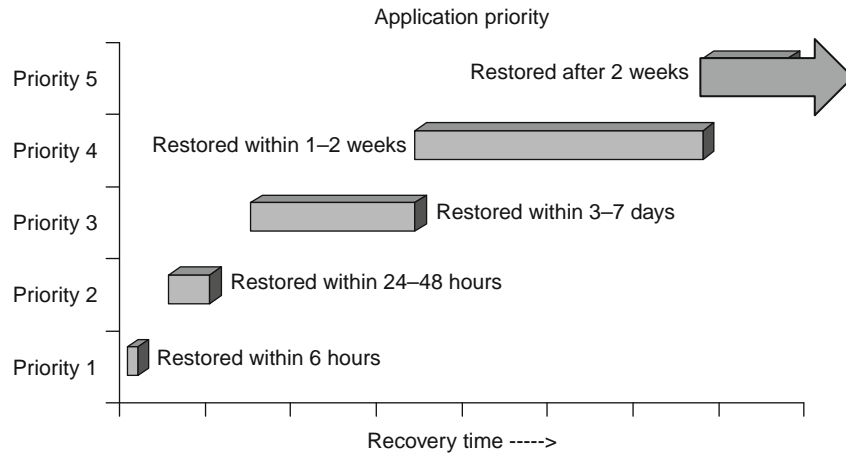 Application priority
Priority 5
Restored after 2 weeks
Priority 4
Restored within 1–2 weeks
Priority 3
Restored within 3–7 days
Priority 2
Restored within 24–48 hours
Priority 1
Restored within 6 hours
Recovery time ----->